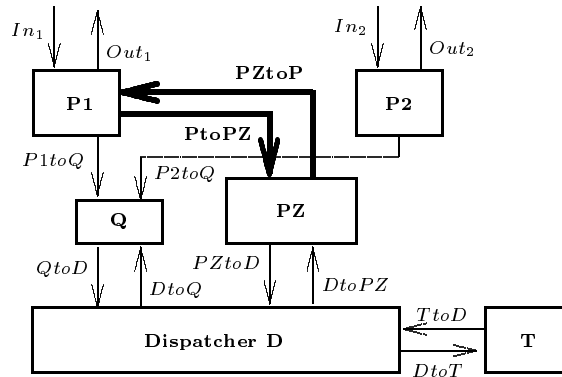 In₁
Out₁
In₂
Out₂
PZtoP
P1
P2
PtoPZ
P1toQ
P2toQ
Q
PZ
QtoD
DtoQ
PZtoD
DtoPZ
TtoD
Dispatcher D
T
DtoT